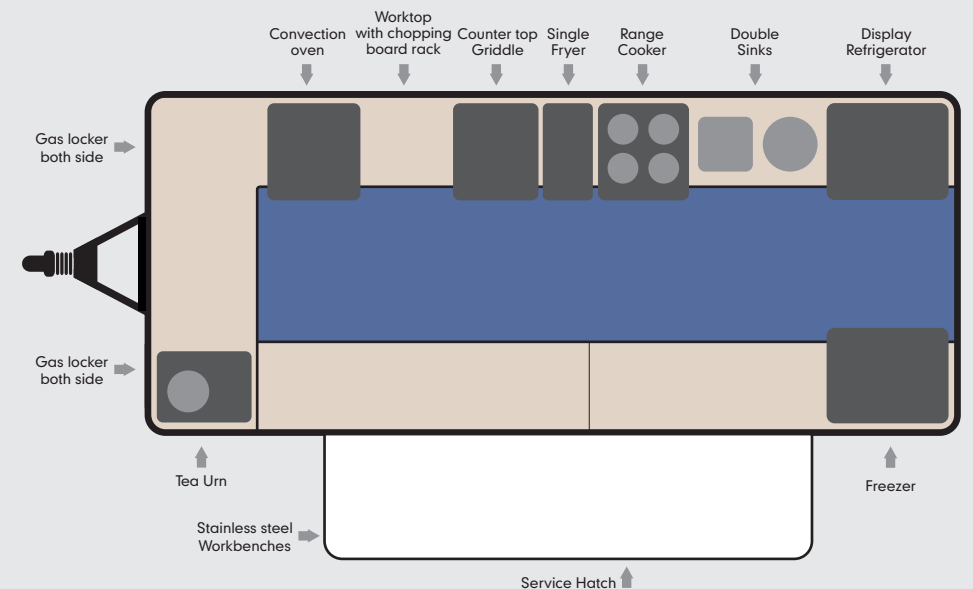 Convection
oven
Worktop
with chopping
board rack
Counter top
Griddle
Single
Fryer
Range
Cooker
Double
Sinks
Display
Refrigerator
Gas locker
both side
Gas locker
both side
Tea Urn
Freezer
Stainless steel
Workbenches
Service Hatch